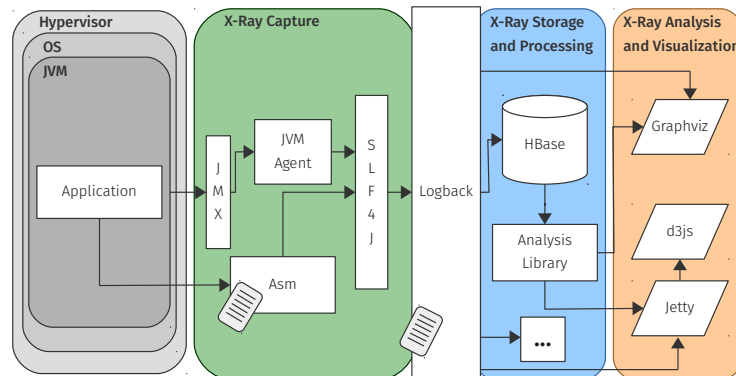 Hypervisor
OS
JVM
Application
X-Ray Capture
J
M
X
JVM
Agent
Asm
S
L
F
4
J
Logback
X-Ray Storage
and Processing
HBase
Analysis
Library
...
X-Ray Analysis
and Visualization
Graphviz
d3js
Jetty